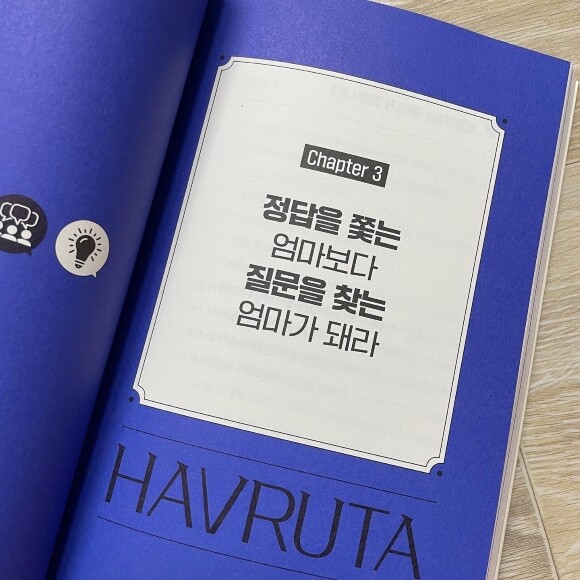 Chapter 3
정답을 쫓는
엄마보다
질문을 찾는
엄마가 돼라
HAVRUTA